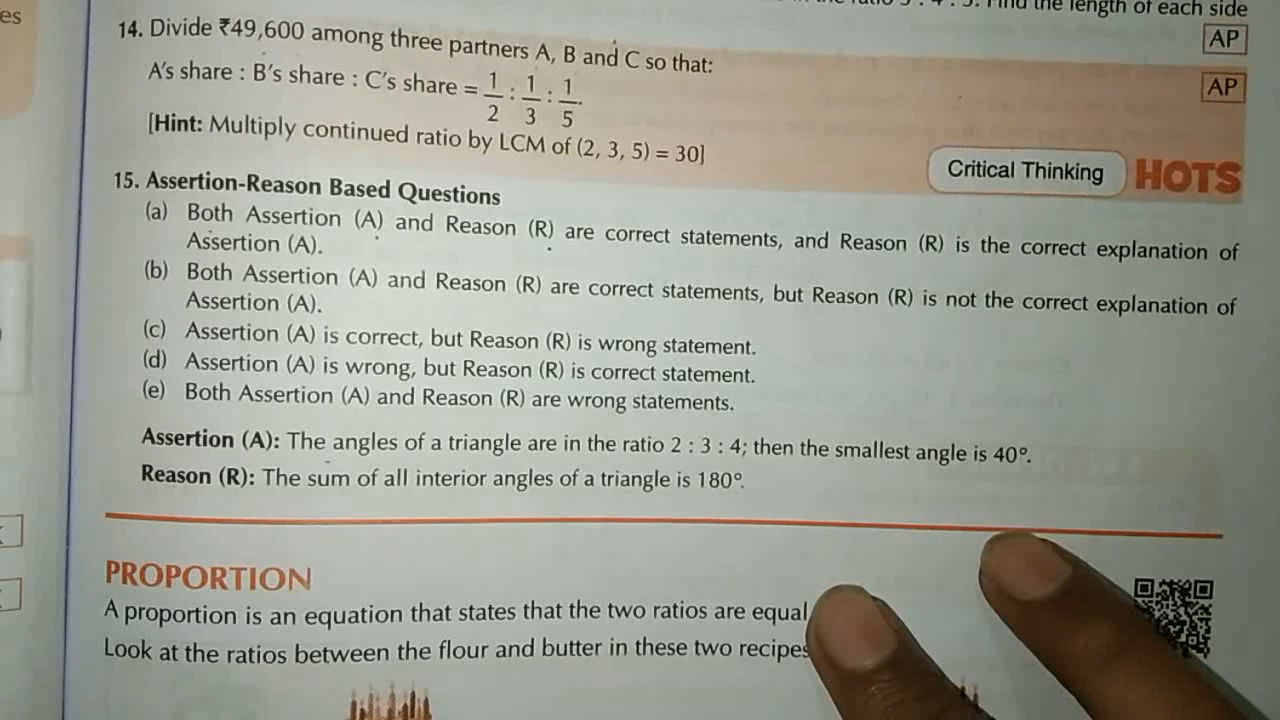 es
the ratio 3 : 4 : 5. Find the length of each side
AP
14. Divide ₹49,600 among three partners A, B and C so that:
AP
A's share : B's share : C's share = 1/2 : 1/3 : 1/5.
[Hint: Multiply continued ratio by LCM of (2, 3, 5) = 30]
Critical Thinking HOTS
15. Assertion-Reason Based Questions
(a) Both Assertion (A) and Reason (R) are correct statements, and Reason (R) is the correct explanation of
Assertion (A).
(b) Both Assertion (A) and Reason (R) are correct statements, but Reason (R) is not the correct explanation of
Assertion (A).
(c) Assertion (A) is correct, but Reason (R) is wrong statement.
(d) Assertion (A) is wrong, but Reason (R) is correct statement.
(e) Both Assertion (A) and Reason (R) are wrong statements.
Assertion (A): The angles of a triangle are in the ratio 2 : 3 : 4; then the smallest angle is 40°.
Reason (R): The sum of all interior angles of a triangle is 180°.
PROPORTION
A proportion is an equation that states that the two ratios are equal
Look at the ratios between the flour and butter in these two recipes